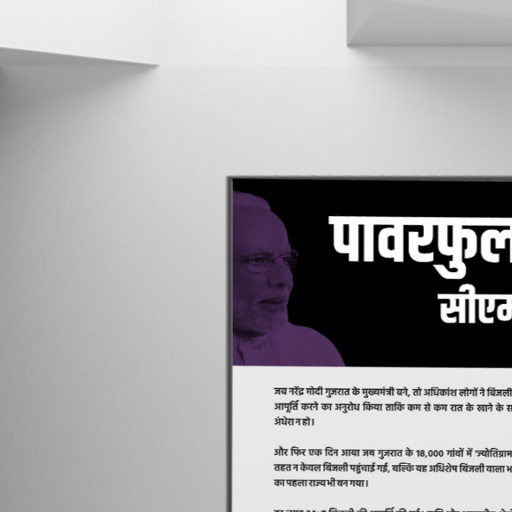 पावरफुल
सीएम
जब नरेंद्र मोदी गुजरात के मुख्यमंत्री बने, तो अधिकांश लोगों ने बिजली
आपूर्ति करने का अनुरोध किया ताकि कम से कम रात के खाने के स
अंधेरा न हो।
और फिर एक दिन आया जब गुजरात के 18,000 गांवों में 'ज्योतिग्राम
तहत न केवल बिजली पहुंचाई गई, बल्कि यह अधिशेष बिजली वाला भ
का पहला राज्य भी बन गया।